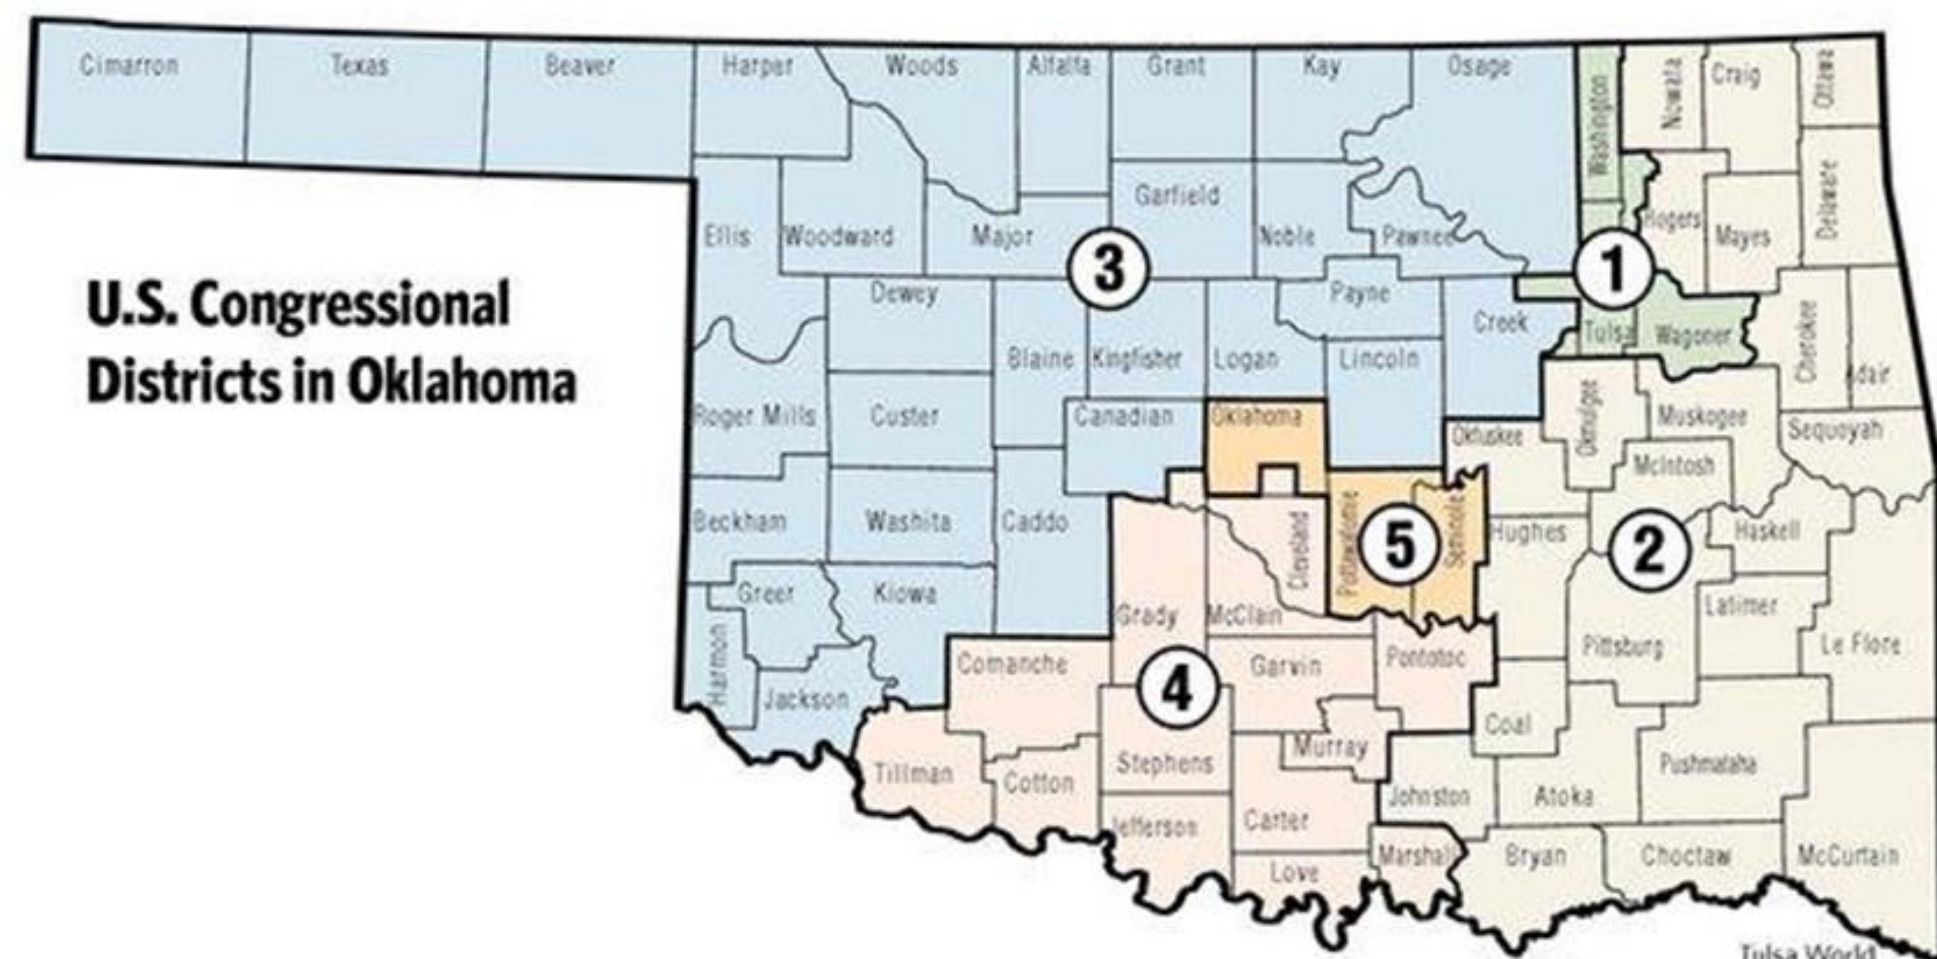 Cimarron
Texas
Beaver
Harper
Woods
Alfalfa
Grant
Kay
Osage
Washington
Nowata
Craig
Ottawa
Ellis
Woodward
Major
Garfield
Noble
Pawnee
Rogers
Mayes
Delaware
3
1
U.S. Congressional
Districts in Oklahoma
Dewey
Blaine
Kingfisher
Logan
Payne
Lincoln
Creek
Tulsa
Wagoner
Cherokee
Adair
Roger Mills
Custer
Canadian
Oklahoma
Okfuskee
Okmulgee
Muskogee
Sequoyah
McIntosh
Beckham
Washita
Caddo
Cleveland
Pottawatomie
5
Seminole
Hughes
2
Haskell
Greer
Kiowa
Grady
McClain
Latimer
Harmon
Jackson
Comanche
4
Garvin
Pontotoc
Pittsburg
Le Flore
Tillman
Cotton
Stephens
Murray
Coal
Johnston
Atoka
Pushmataha
Jefferson
Carter
Love
Marshall
Bryan
Choctaw
McCurtain
Tulsa World